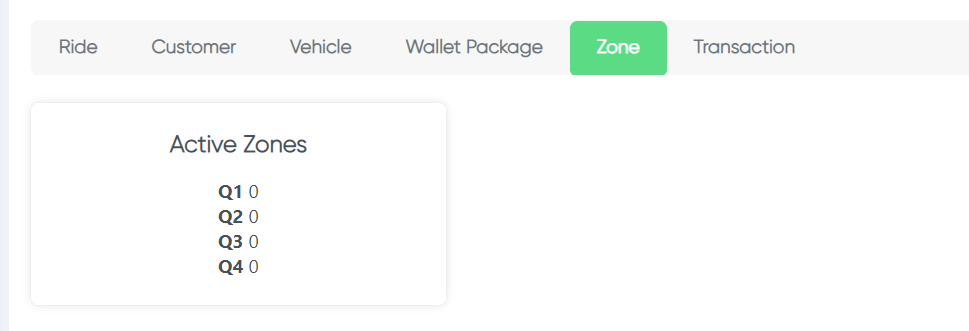 Ride Customer Vehicle Wallet Package Zone Transaction
Active Zones
Q1 0
Q2 0
Q3 0
Q4 0